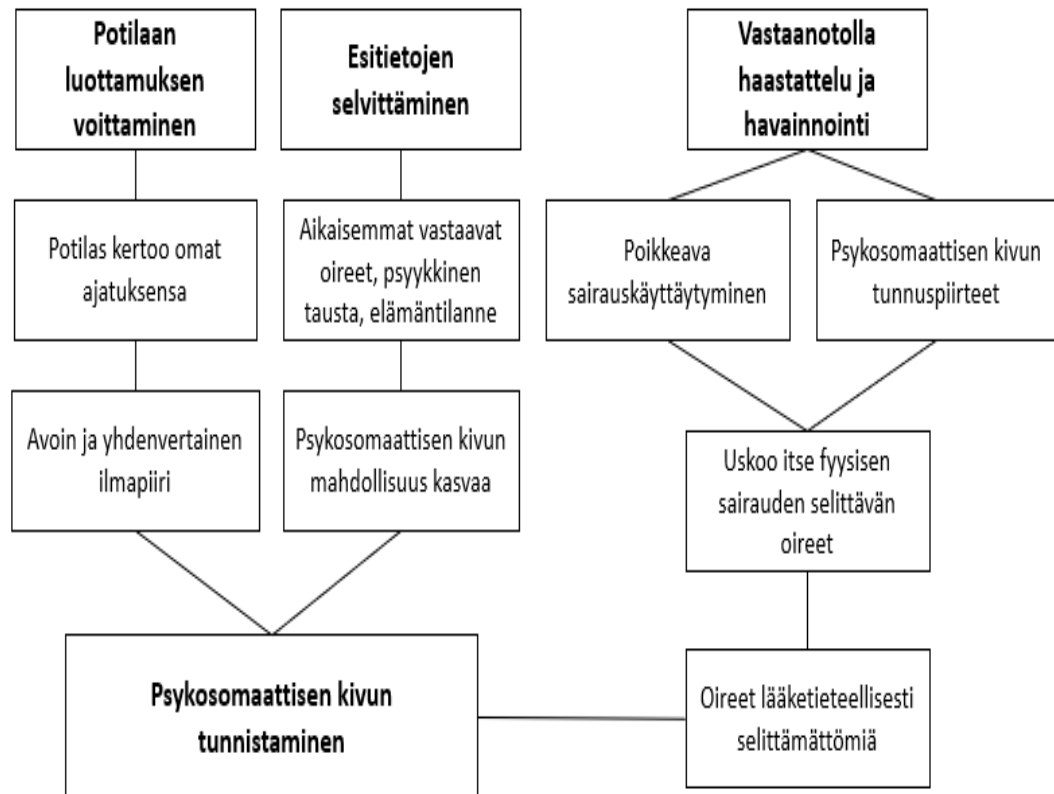 Potilaan
luottamuksen
voittaminen
Esitietojen
selvittäminen
Vastaanotolla
haastattelu ja
havainnointi
Potilas kertoo omat
ajatuksensa
Aikaisemmat vastaavat
oireet, psyykkinen
tausta, elämäntilanne
Poikkeava
sairauskäyttäytyminen
Psykosomaattisen kivun
tunnuspiirteet
Avoin ja yhdenvertainen
ilmapiiri
Psykosomaattisen kivun
mahdollisuus kasvaa
Uskoo itse fyysisen
sairauden selittävän
oireet
Psykosomaattisen kivun
tunnistaminen
Oireet lääketieteellisesti
selittämättömiä